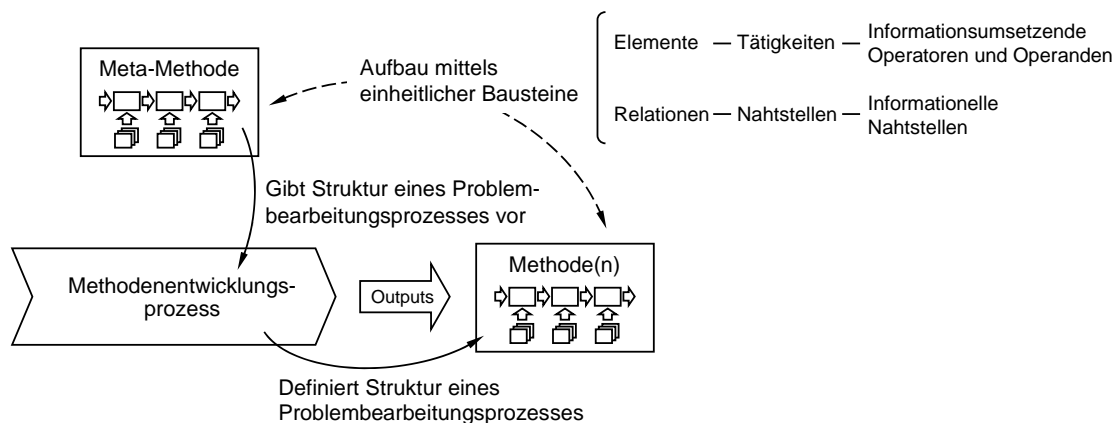 Meta-Methode
Aufbau mittels
einheitlicher Bausteine
Elemente
Tätigkeiten
Informationsumsetzende
Operatoren und Operanden
Relationen
Nahtstellen
Informationelle
Nahtstellen
Gibt Struktur eines Problem-
bearbeitungsprozesses vor
Methodenentwicklungs-
prozess
Outputs
Methode(n)
Definiert Struktur eines
Problembearbeitungsprozesses